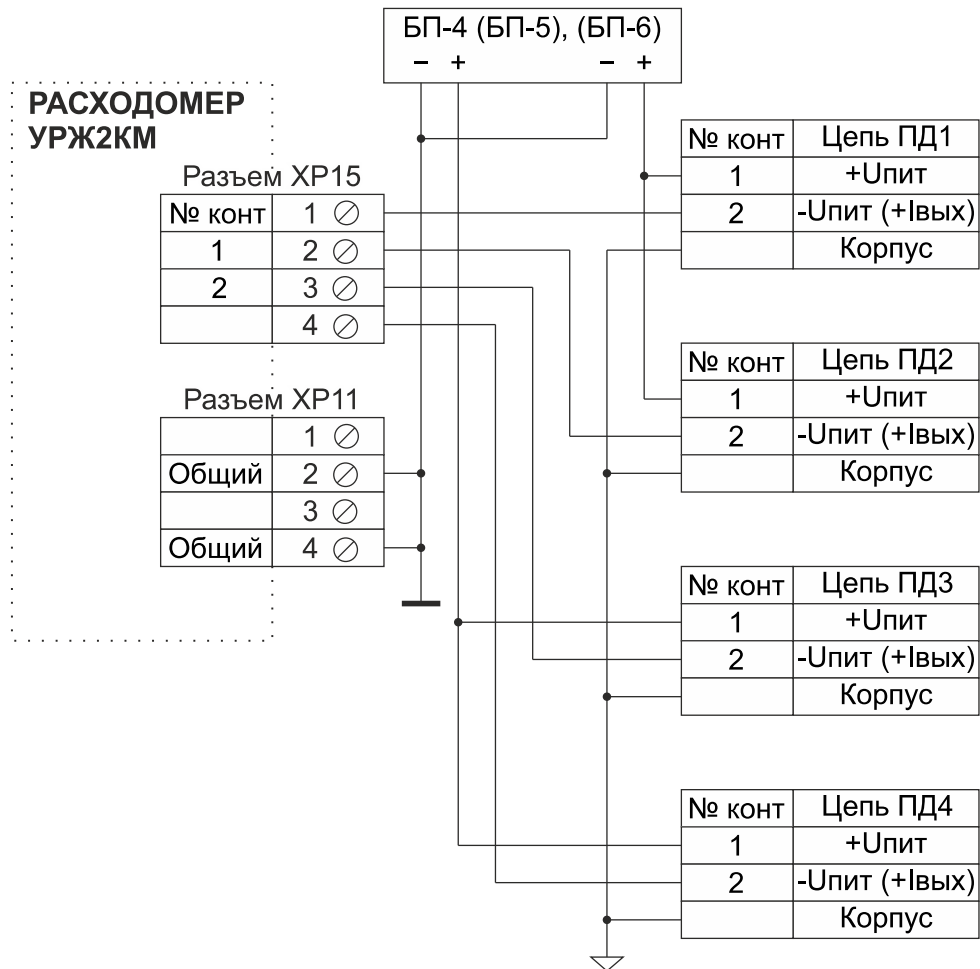 БП-4 (БП-5), (БП-6)
− + − +
РАСХОДОМЕР
УРЖ2КМ
Разъем XP15
№ конт 1
1 2
2 3
4
Разъем XP11
1
Общий 2
3
Общий 4
№ конт Цепь ПД1
1 +Uпит
2 -Uпит (+Iвых)
Корпус
№ конт Цепь ПД2
1 +Uпит
2 -Uпит (+Iвых)
Корпус
№ конт Цепь ПД3
1 +Uпит
2 -Uпит (+Iвых)
Корпус
№ конт Цепь ПД4
1 +Uпит
2 -Uпит (+Iвых)
Корпус